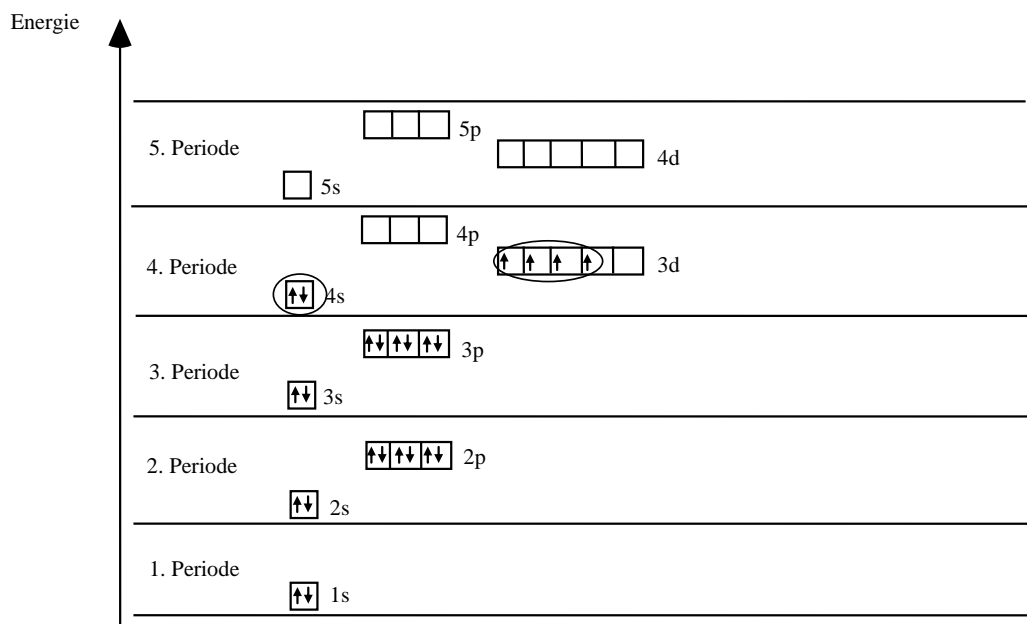 Energie
5p
5. Periode
4d
5s
4p
4. Periode
3d
4s
3p
3. Periode
3s
2p
2. Periode
2s
1. Periode
1s